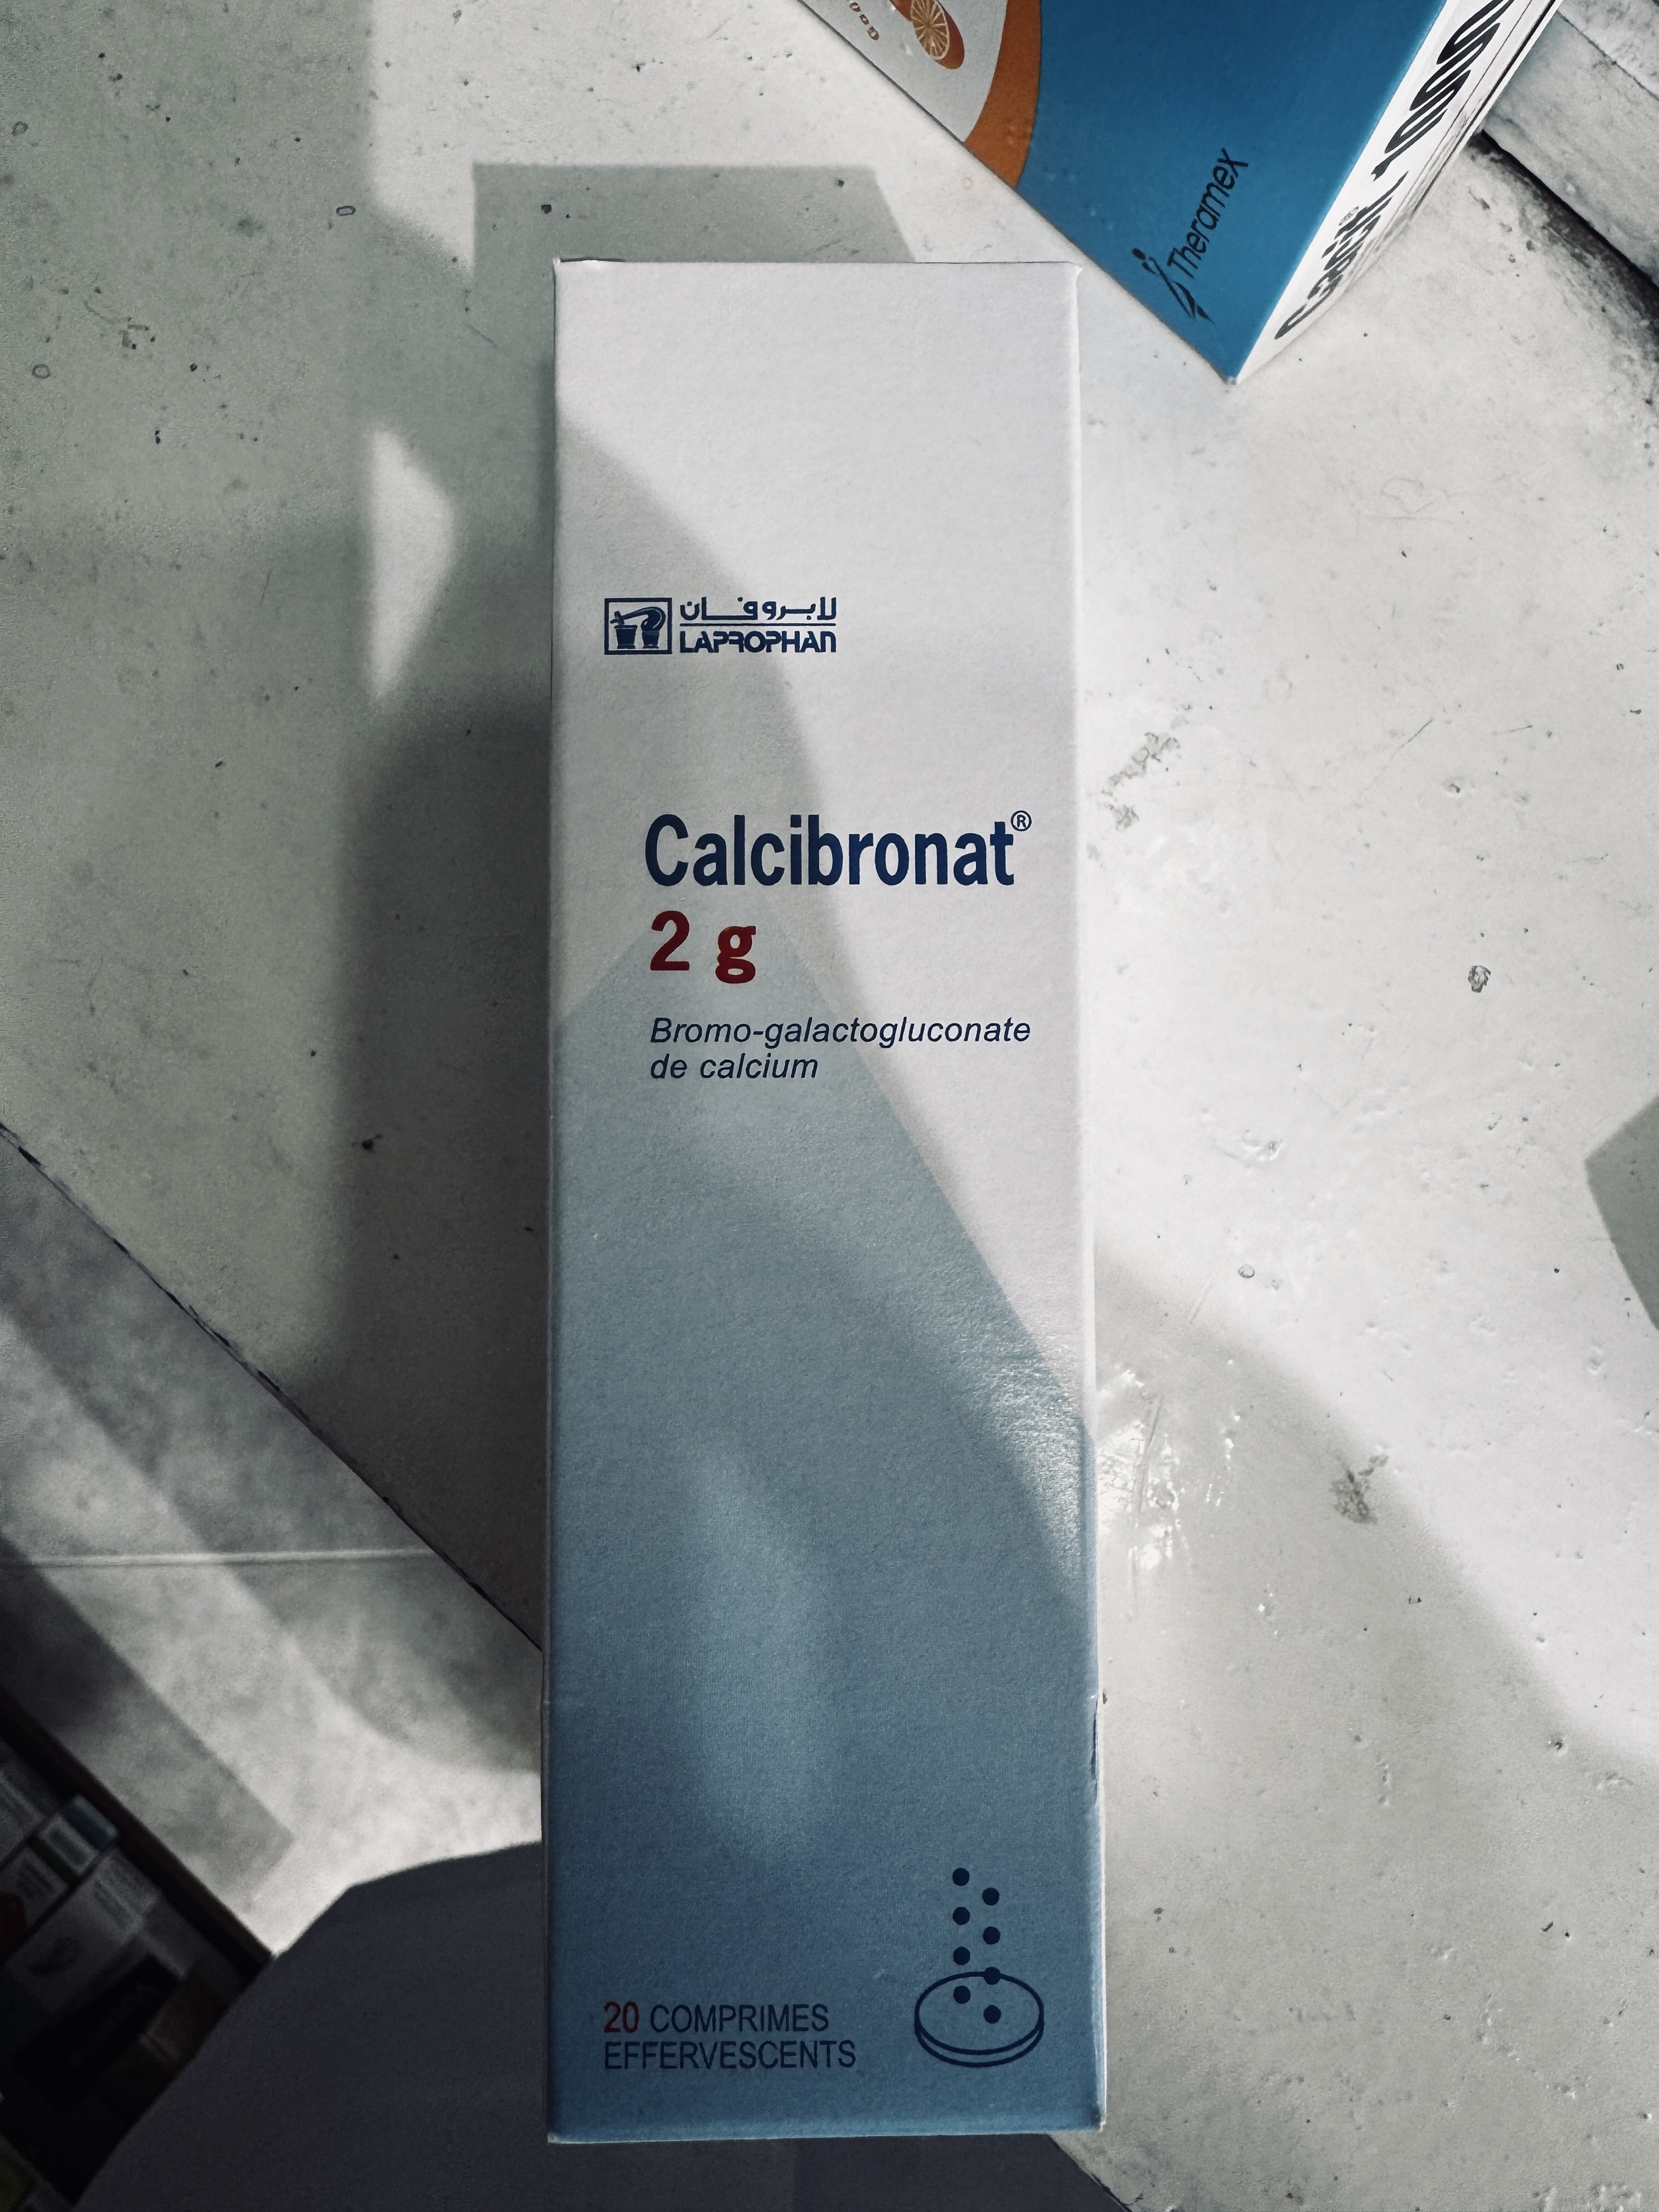 Theramex
لابروفان
LAPROPHAN
Calcibronat®
2 g
Bromo-galactogluconate
de calcium
20 COMPRIMES
EFFERVESCENTS